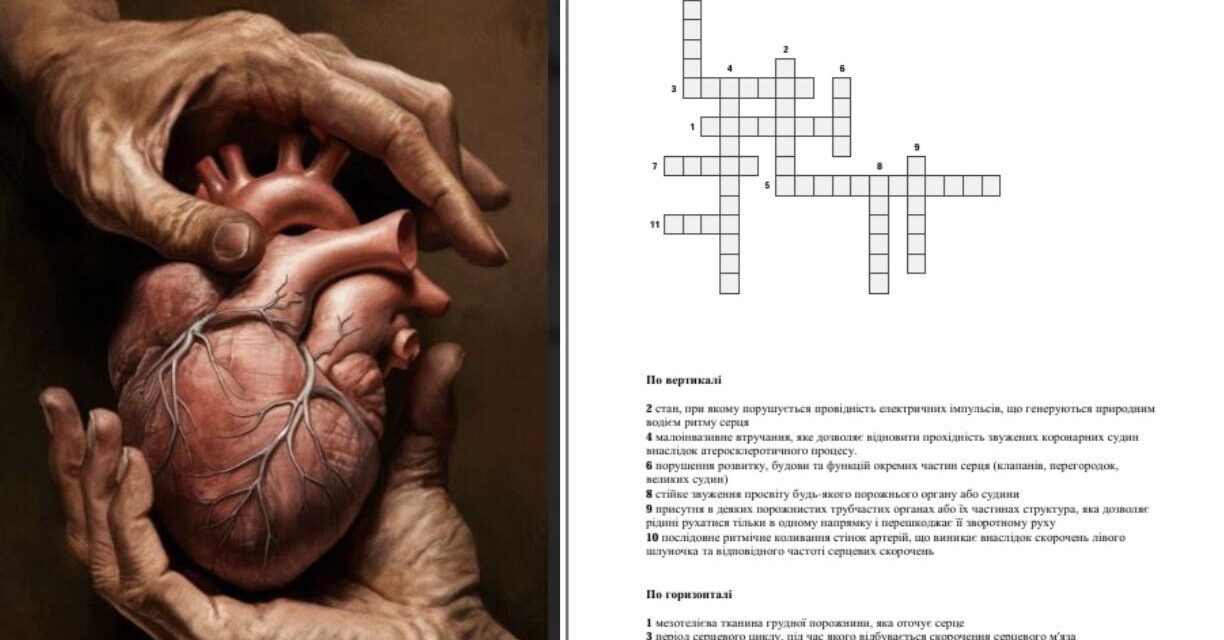 2
4
6
3
1
9
7
8
5
11
По вертикалі
2 стан, при якому порушується провідність електричних імпульсів, що генеруються природним
водієм ритму серця
4 малоінвазивне втручання, яке дозволяє відновити прохідність звужених коронарних судин
внаслідок атеросклеротичного процесу.
6 порушення розвитку, будови та функцій окремих частин серця (клапанів, перегородок,
великих судин)
8 стійке звуження просвіту будь-якого порожнього органу або судини
9 присутня в деяких порожнистих трубчастих органах або їх частинах структура, яка дозволяє
рідині рухатися тільки в одному напрямку і перешкоджає її зворотному руху
10 послідовне ритмічне коливання стінок артерій, що виникає внаслідок скорочень лівого
шлуночка та відповідного частоті серцевих скорочень
По горизонталі
1 мезотелієва тканина грудної порожнини, яка оточує серце
3 період серцевого циклу, під час якого відбувається скорочення серцевого м'яза